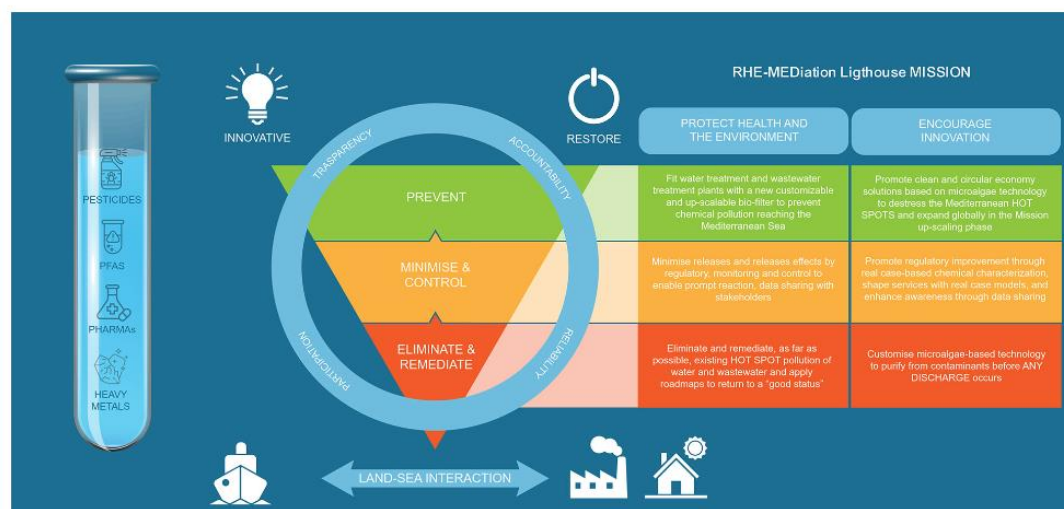 RHE-MEDiation Ligthouse MISSION
INNOVATIVE
RESTORE
TRASPARENCY
ACCOUNTABILITY
PARTICIPATION
RELIABILITY
PESTICIDES
PFAS
PHARMAs
HEAVY
METALS
PROTECT HEALTH AND
THE ENVIRONMENT
ENCOURAGE
INNOVATION
PREVENT
Fit water treatment and wastewater
treatment plants with a new customizable
and up-scalable bio-filter to prevent
chemical pollution reaching the
Mediterranean Sea
Promote clean and circular economy
solutions based on microalgae technology
to destress the Mediterranean HOT
SPOTS and expand globally in the Mission
up-scaling phase
MINIMISE &
CONTROL
Minimise releases and releases effects by
regulatory, monitoring and control to
enable prompt reaction, data sharing with
stakeholders
Promote regulatory improvement through
real case-based chemical characterization,
shape services with real case models, and
enhance awareness through data sharing
ELIMINATE &
REMEDIATE
Eliminate and remediate, as far as
possible, existing HOT SPOT pollution of
water and wastewater and apply
roadmaps to return to a “good status”
Customise microalgae-based technology
to purify from contaminants before ANY
DISCHARGE occurs
LAND-SEA INTERACTION